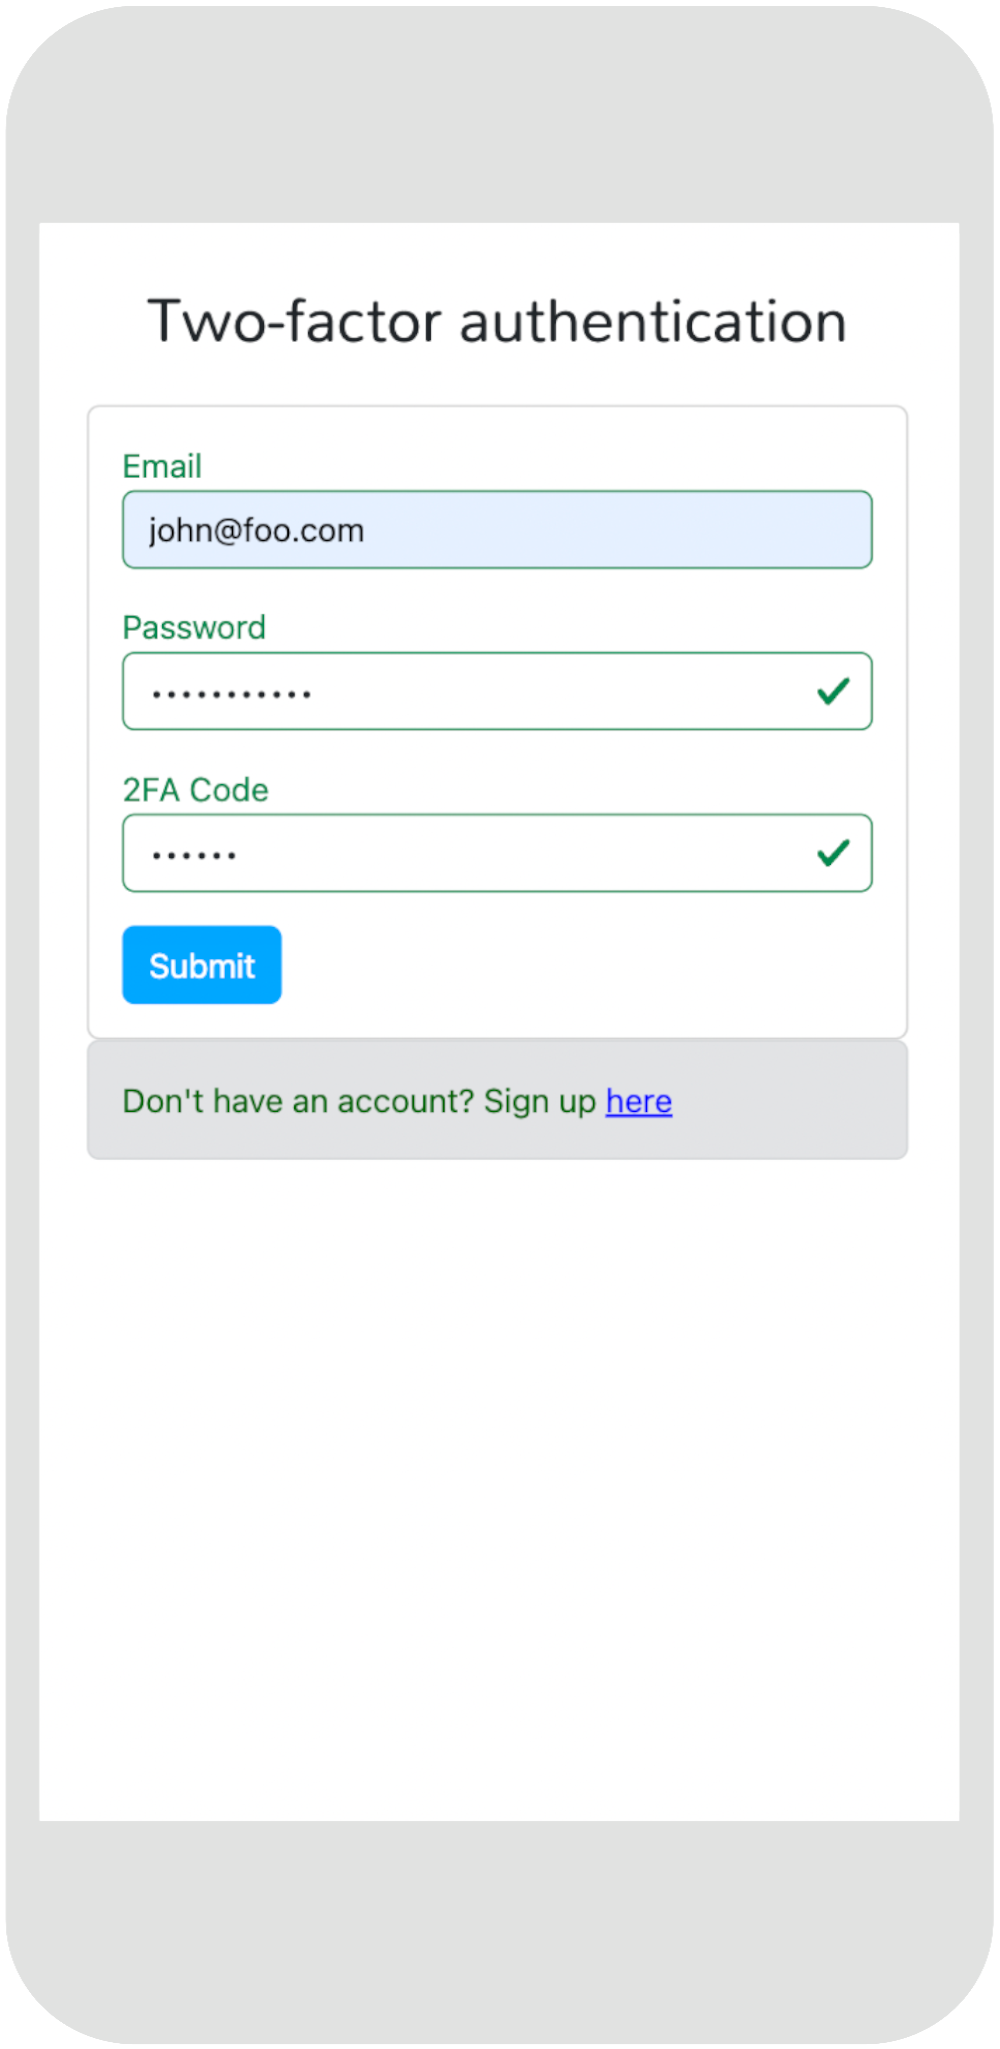 Two-factor authentication
Email
john@foo.com
Password
•••••••••••
2FA Code
••••••
Submit
Don't have an account? Sign up here